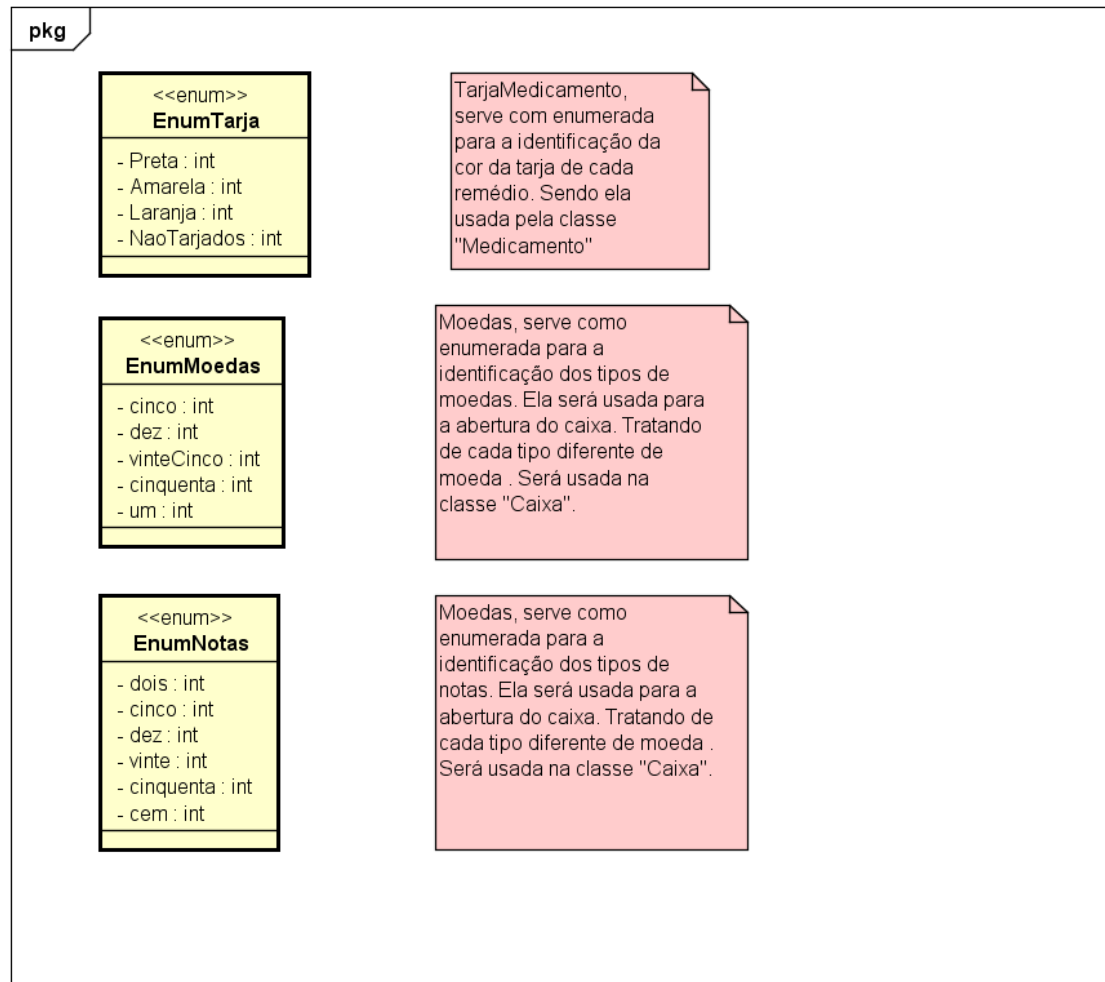 pkg
<<enum>>
EnumTarja
- Preta : int
- Amarela : int
- Laranja : int
- NaoTarjados : int
TarjaMedicamento,
serve com enumerada
para a identificação da
cor da tarja de cada
remédio. Sendo ela
usada pela classe
"Medicamento"
<<enum>>
EnumMoedas
- cinco : int
- dez : int
- vinteCinco : int
- cinquenta : int
- um : int
Moedas, serve como
enumerada para a
identificação dos tipos de
moedas. Ela será usada para
a abertura do caixa. Tratando
de cada tipo diferente de
moeda . Será usada na
classe "Caixa".
<<enum>>
EnumNotas
- dois : int
- cinco : int
- dez : int
- vinte : int
- cinquenta : int
- cem : int
Moedas, serve como
enumerada para a
identificação dos tipos de
notas. Ela será usada para a
abertura do caixa. Tratando de
cada tipo diferente de moeda .
Será usada na classe "Caixa".